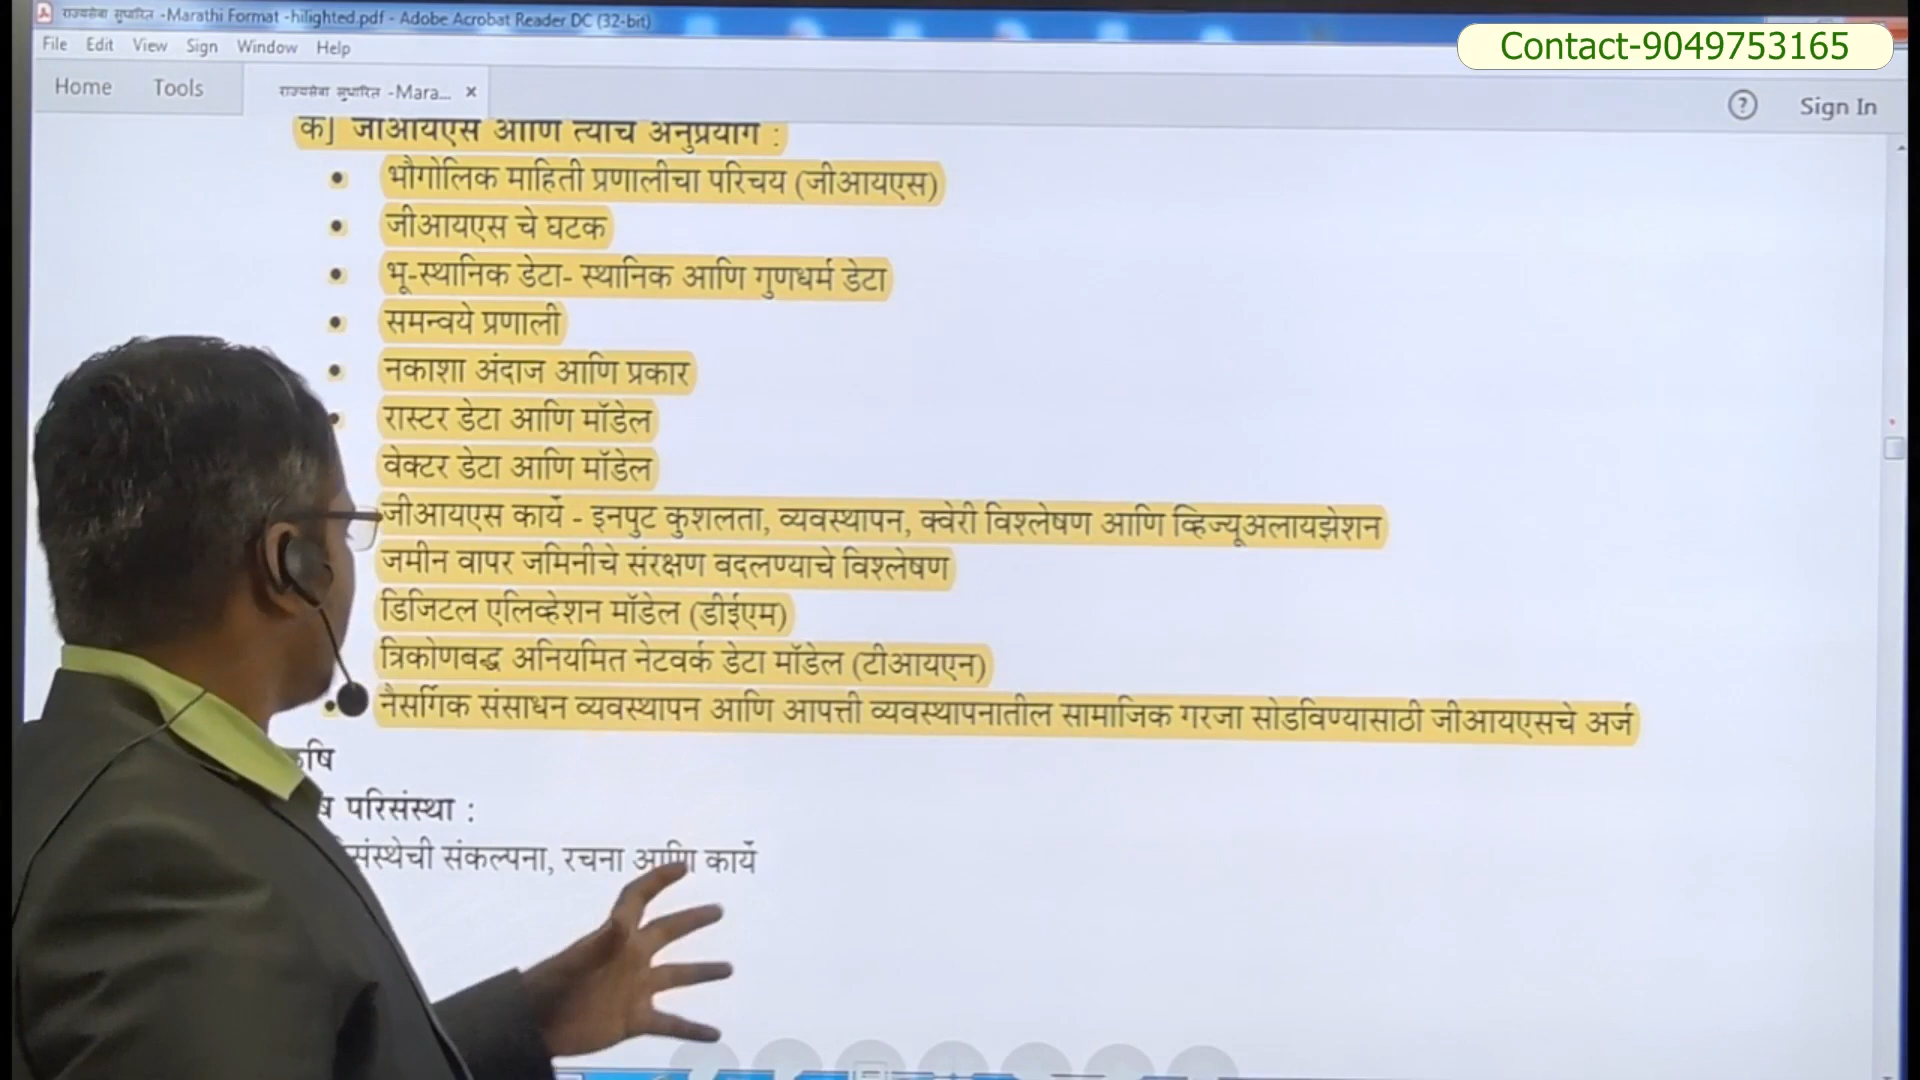 राज्यसेवा सुधारित -Marathi Format -hilighted.pdf - Adobe Acrobat Reader DC (32-bit)
File Edit View Sign Window Help
Contact-9049753165
Home Tools राज्यसेवा सुधारित -Mara... × ? Sign In
क] जीआयएस आणि त्याचे अनुप्रयोग :
• भौगोलिक माहिती प्रणालीचा परिचय (जीआयएस)
• जीआयएस चे घटक
• भू-स्थानिक डेटा- स्थानिक आणि गुणधर्म डेटा
• समन्वये प्रणाली
• नकाशा अंदाज आणि प्रकार
• रास्टर डेटा आणि मॉडेल
वेक्टर डेटा आणि मॉडेल
जीआयएस कार्ये - इनपुट कुशलता, व्यवस्थापन, क्वेरी विश्लेषण आणि व्हिज्यूअलायझेशन
जमीन वापर जमिनीचे संरक्षण बदलण्याचे विश्लेषण
डिजिटल एलिव्हेशन मॉडेल (डीईएम)
त्रिकोणबद्ध अनियमित नेटवर्क डेटा मॉडेल (टीआयएन)
• नैसर्गिक संसाधन व्यवस्थापन आणि आपत्ती व्यवस्थापनातील सामाजिक गरजा सोडविण्यासाठी जीआयएसचे अर्ज
परिसंस्था :
संकल्पना, रचना आणि कार्ये